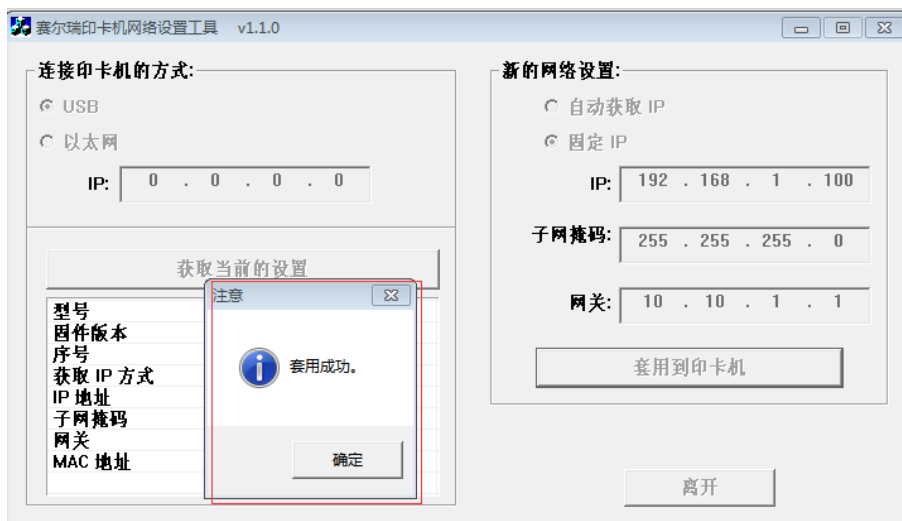 赛尔瑞印卡机网络设置工具 v1.1.0
连接印卡机的方式:
USB
以太网
IP: 0 . 0 . 0 . 0
获取当前的设置
型号
固件版本
序号
获取 IP 方式
IP 地址
子网掩码
网关
MAC 地址
注意
套用成功。
确定
新的网络设置:
自动获取 IP
固定 IP
IP: 192 . 168 . 1 . 100
子网掩码: 255 . 255 . 255 . 0
网关: 10 . 10 . 1 . 1
套用到印卡机
离开